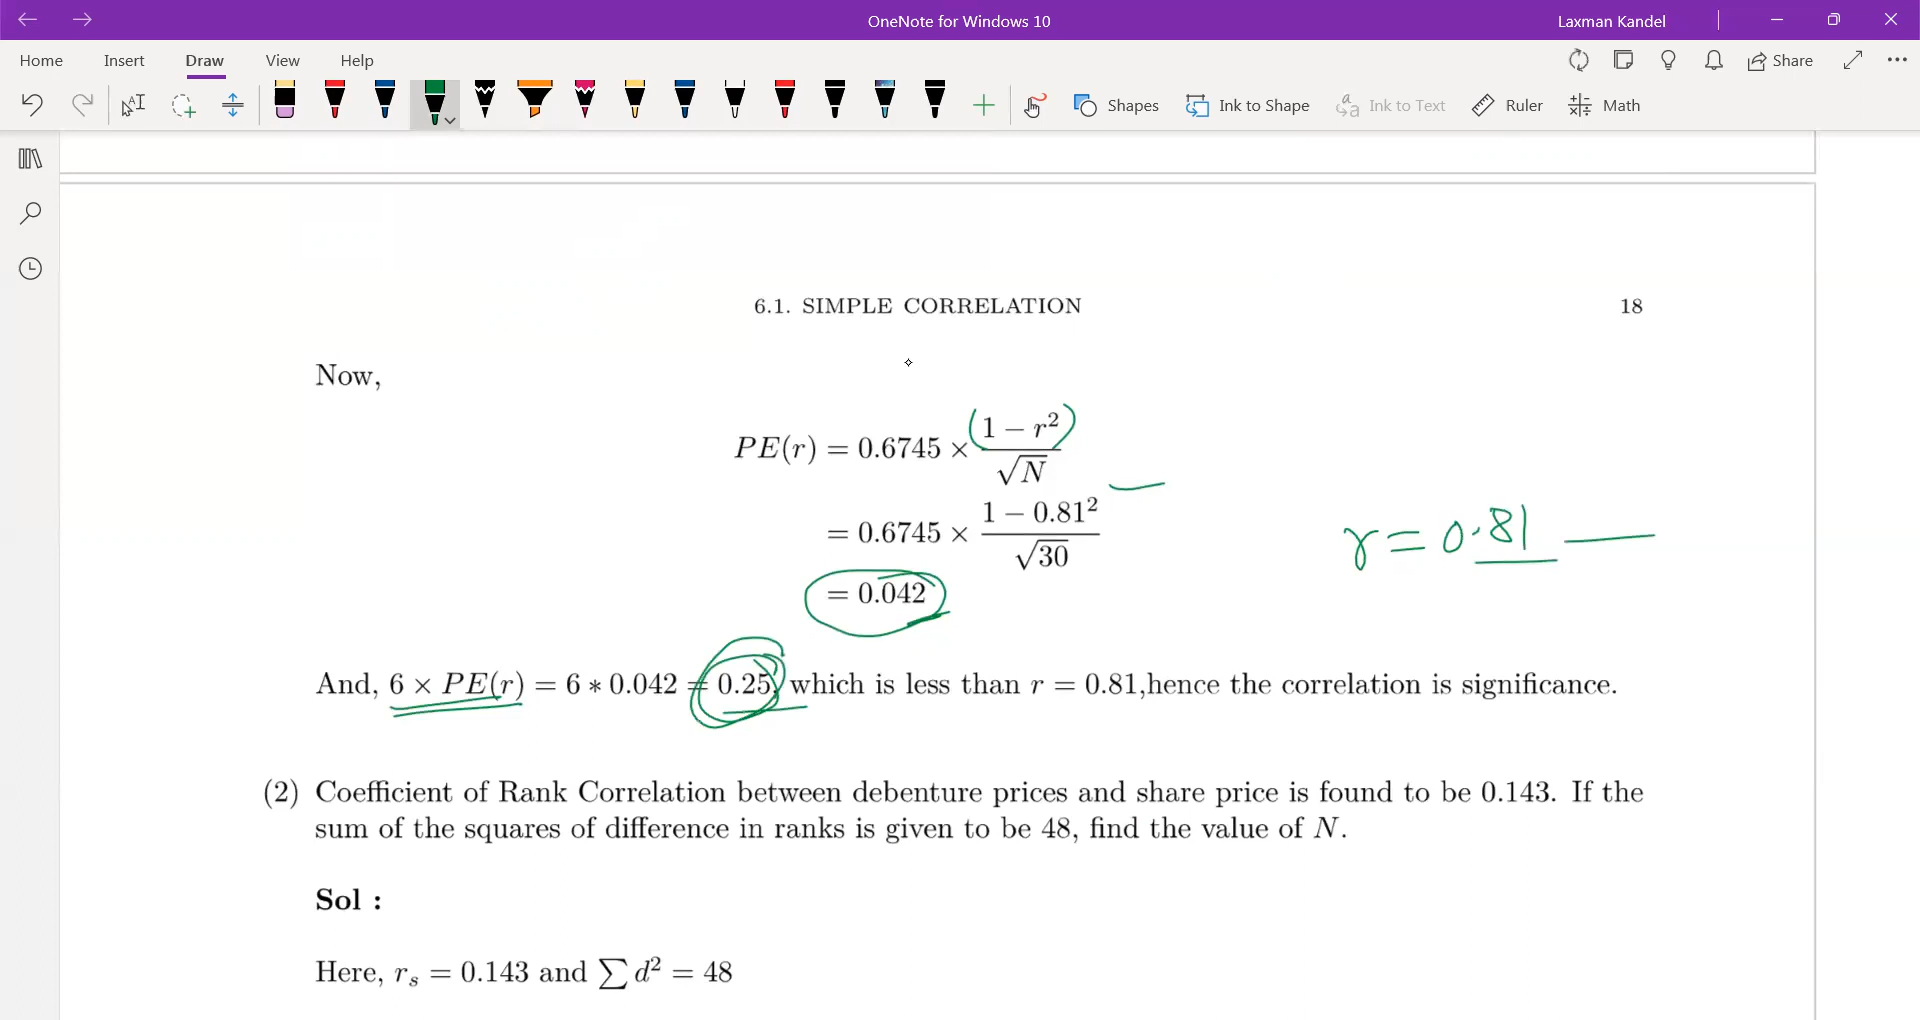 OneNote for Windows 10
Laxman Kandel
Home Insert Draw View Help
Share
Shapes Ink to Shape Ink to Text Ruler Math
6.1. SIMPLE CORRELATION 18
Now,
PE(r) = 0.6745 × (1 − r²)/√N
= 0.6745 × (1 − 0.81²)/√30
r = 0.81
= 0.042
And, 6 × PE(r) = 6 ∗ 0.042 = 0.25, which is less than r = 0.81,hence the correlation is significance.
(2) Coefficient of Rank Correlation between debenture prices and share price is found to be 0.143. If the
sum of the squares of difference in ranks is given to be 48, find the value of N.
Sol :
Here, rₛ = 0.143 and ∑ d² = 48